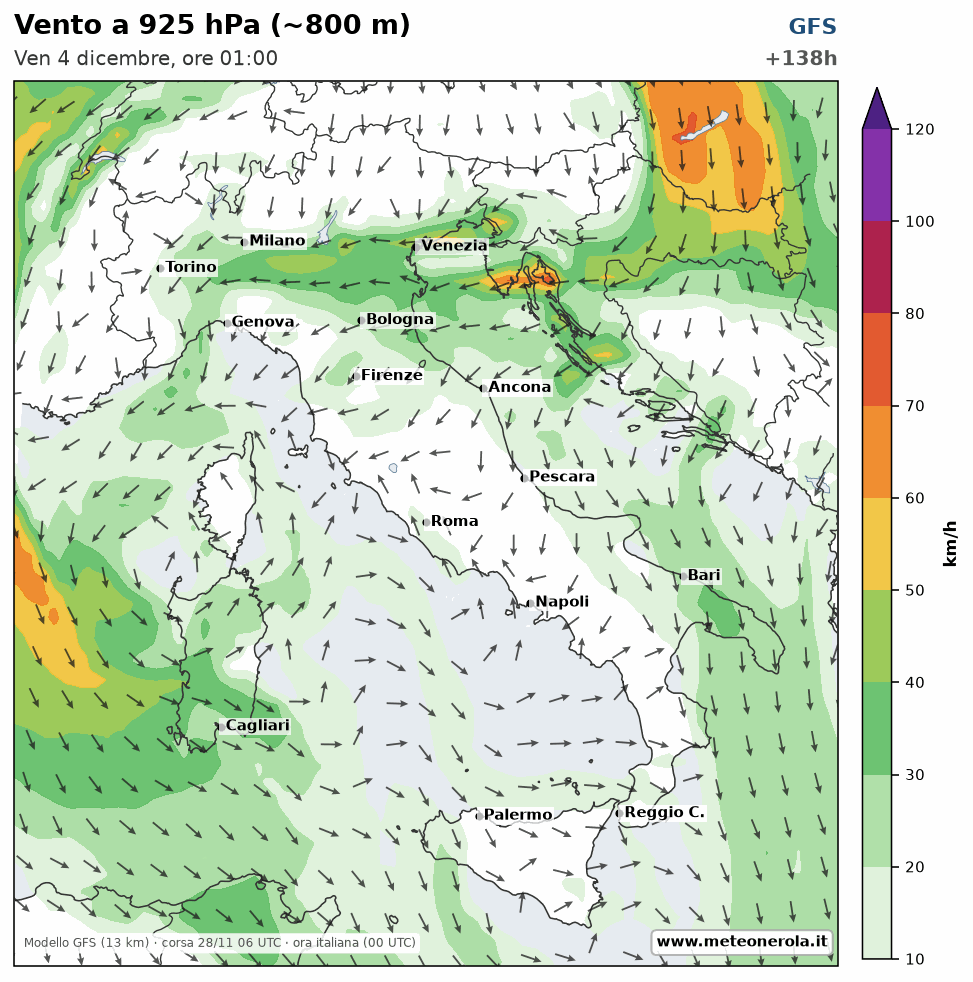 Vento a 925 hPa (~800 m)
GFS
Ven 4 dicembre, ore 01:00
+138h
Milano
Venezia
Torino
Genova
Bologna
Firenze
Ancona
Pescara
Roma
Bari
Napoli
Cagliari
Palermo
Reggio C.
Modello GFS (13 km) · corsa 28/11 06 UTC · ora italiana (00 UTC)
www.meteonerola.it
120
100
80
70
60
50
40
30
20
10
km/h